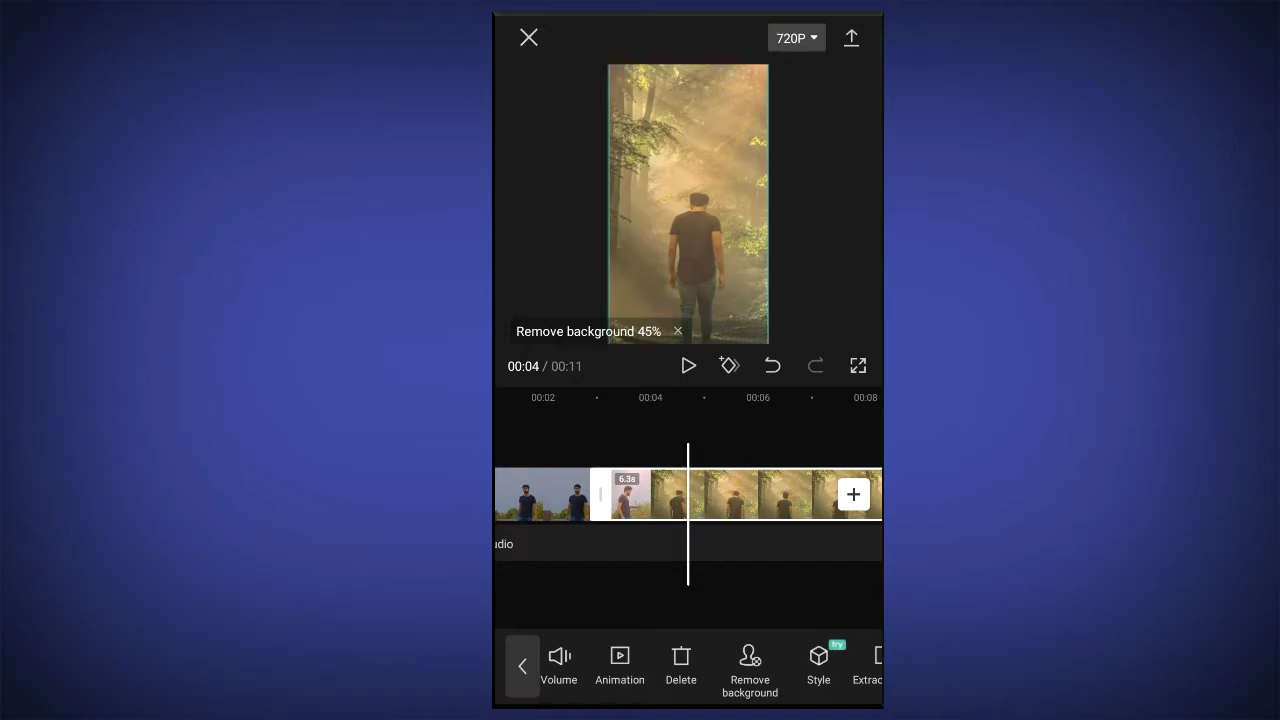 720P
Remove background 45%
00:04 / 00:11
00:02
00:04
00:06
00:08
6.3s
udio
Volume
Animation
Delete
Remove
background
Style
try
Extrac